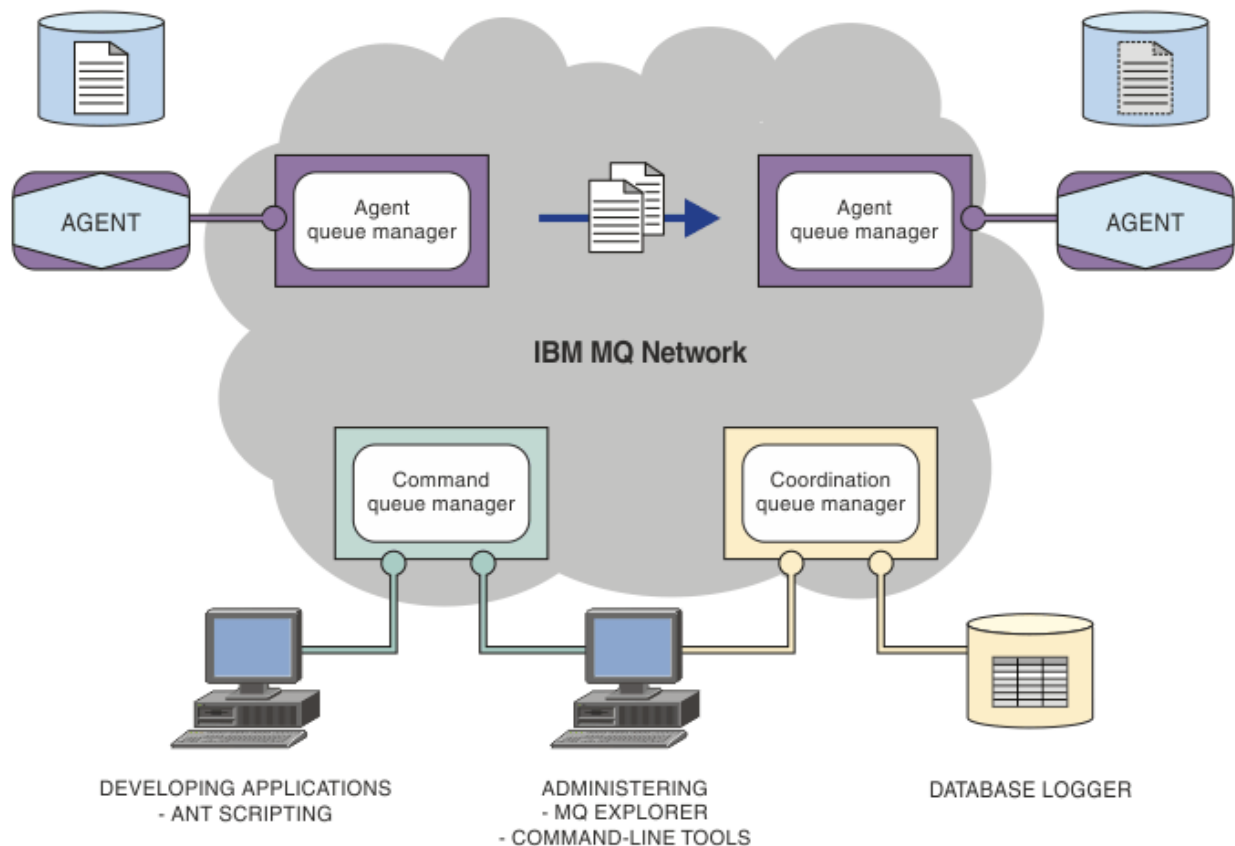 AGENT
Agent
queue manager
Agent
queue manager
AGENT
IBM MQ Network
Command
queue manager
Coordination
queue manager
DEVELOPING APPLICATIONS
- ANT SCRIPTING
ADMINISTERING
- MQ EXPLORER
- COMMAND-LINE TOOLS
DATABASE LOGGER